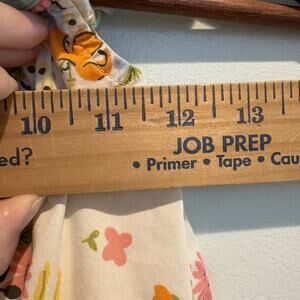 10 11 12 13
ed? JOB PREP
• Primer • Tape • Cau